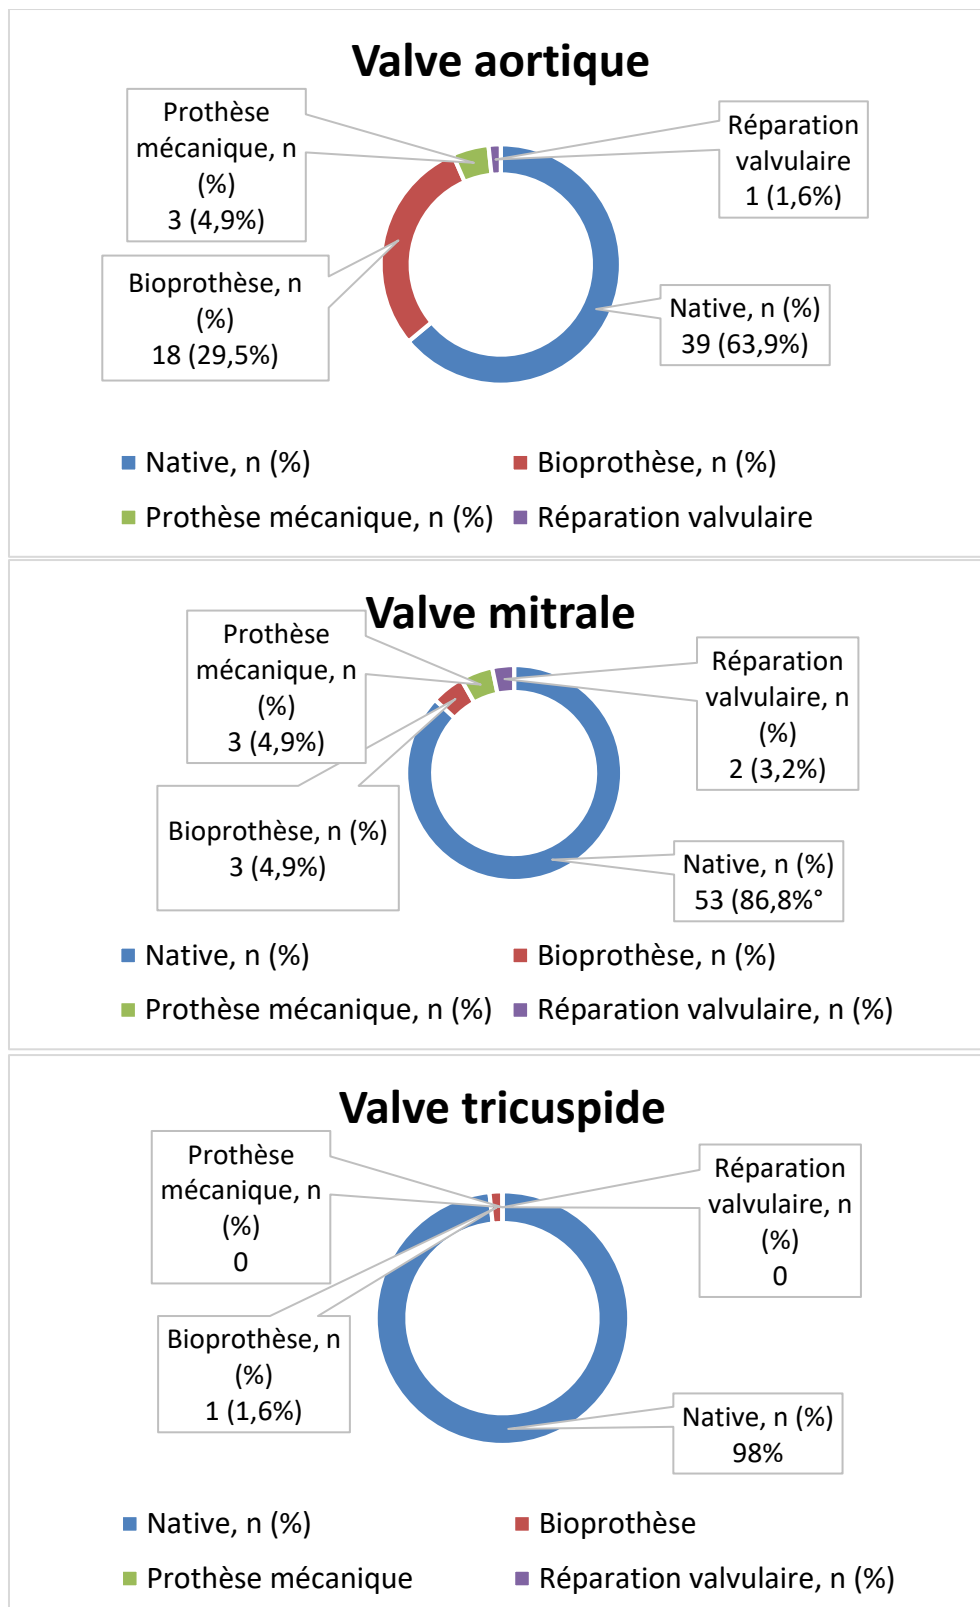 Valve aortique
Prothèse
mécanique, n
(%)
3 (4,9%)
Réparation
valvulaire
1 (1,6%)
Bioprothèse, n
(%)
18 (29,5%)
Native, n (%)
39 (63,9%)
Native, n (%)
Bioprothèse, n (%)
Prothèse mécanique, n (%)
Réparation valvulaire
Valve mitrale
Prothèse
mécanique, n
(%)
3 (4,9%)
Réparation
valvulaire, n
(%)
2 (3,2%)
Bioprothèse, n (%)
3 (4,9%)
Native, n (%)
53 (86,8%°
Native, n (%)
Bioprothèse, n (%)
Prothèse mécanique, n (%)
Réparation valvulaire, n (%)
Valve tricuspide
Prothèse
mécanique, n
(%)
0
Réparation
valvulaire, n
(%)
0
Bioprothèse, n
(%)
1 (1,6%)
Native, n (%)
98%
Native, n (%)
Bioprothèse
Prothèse mécanique
Réparation valvulaire, n (%)